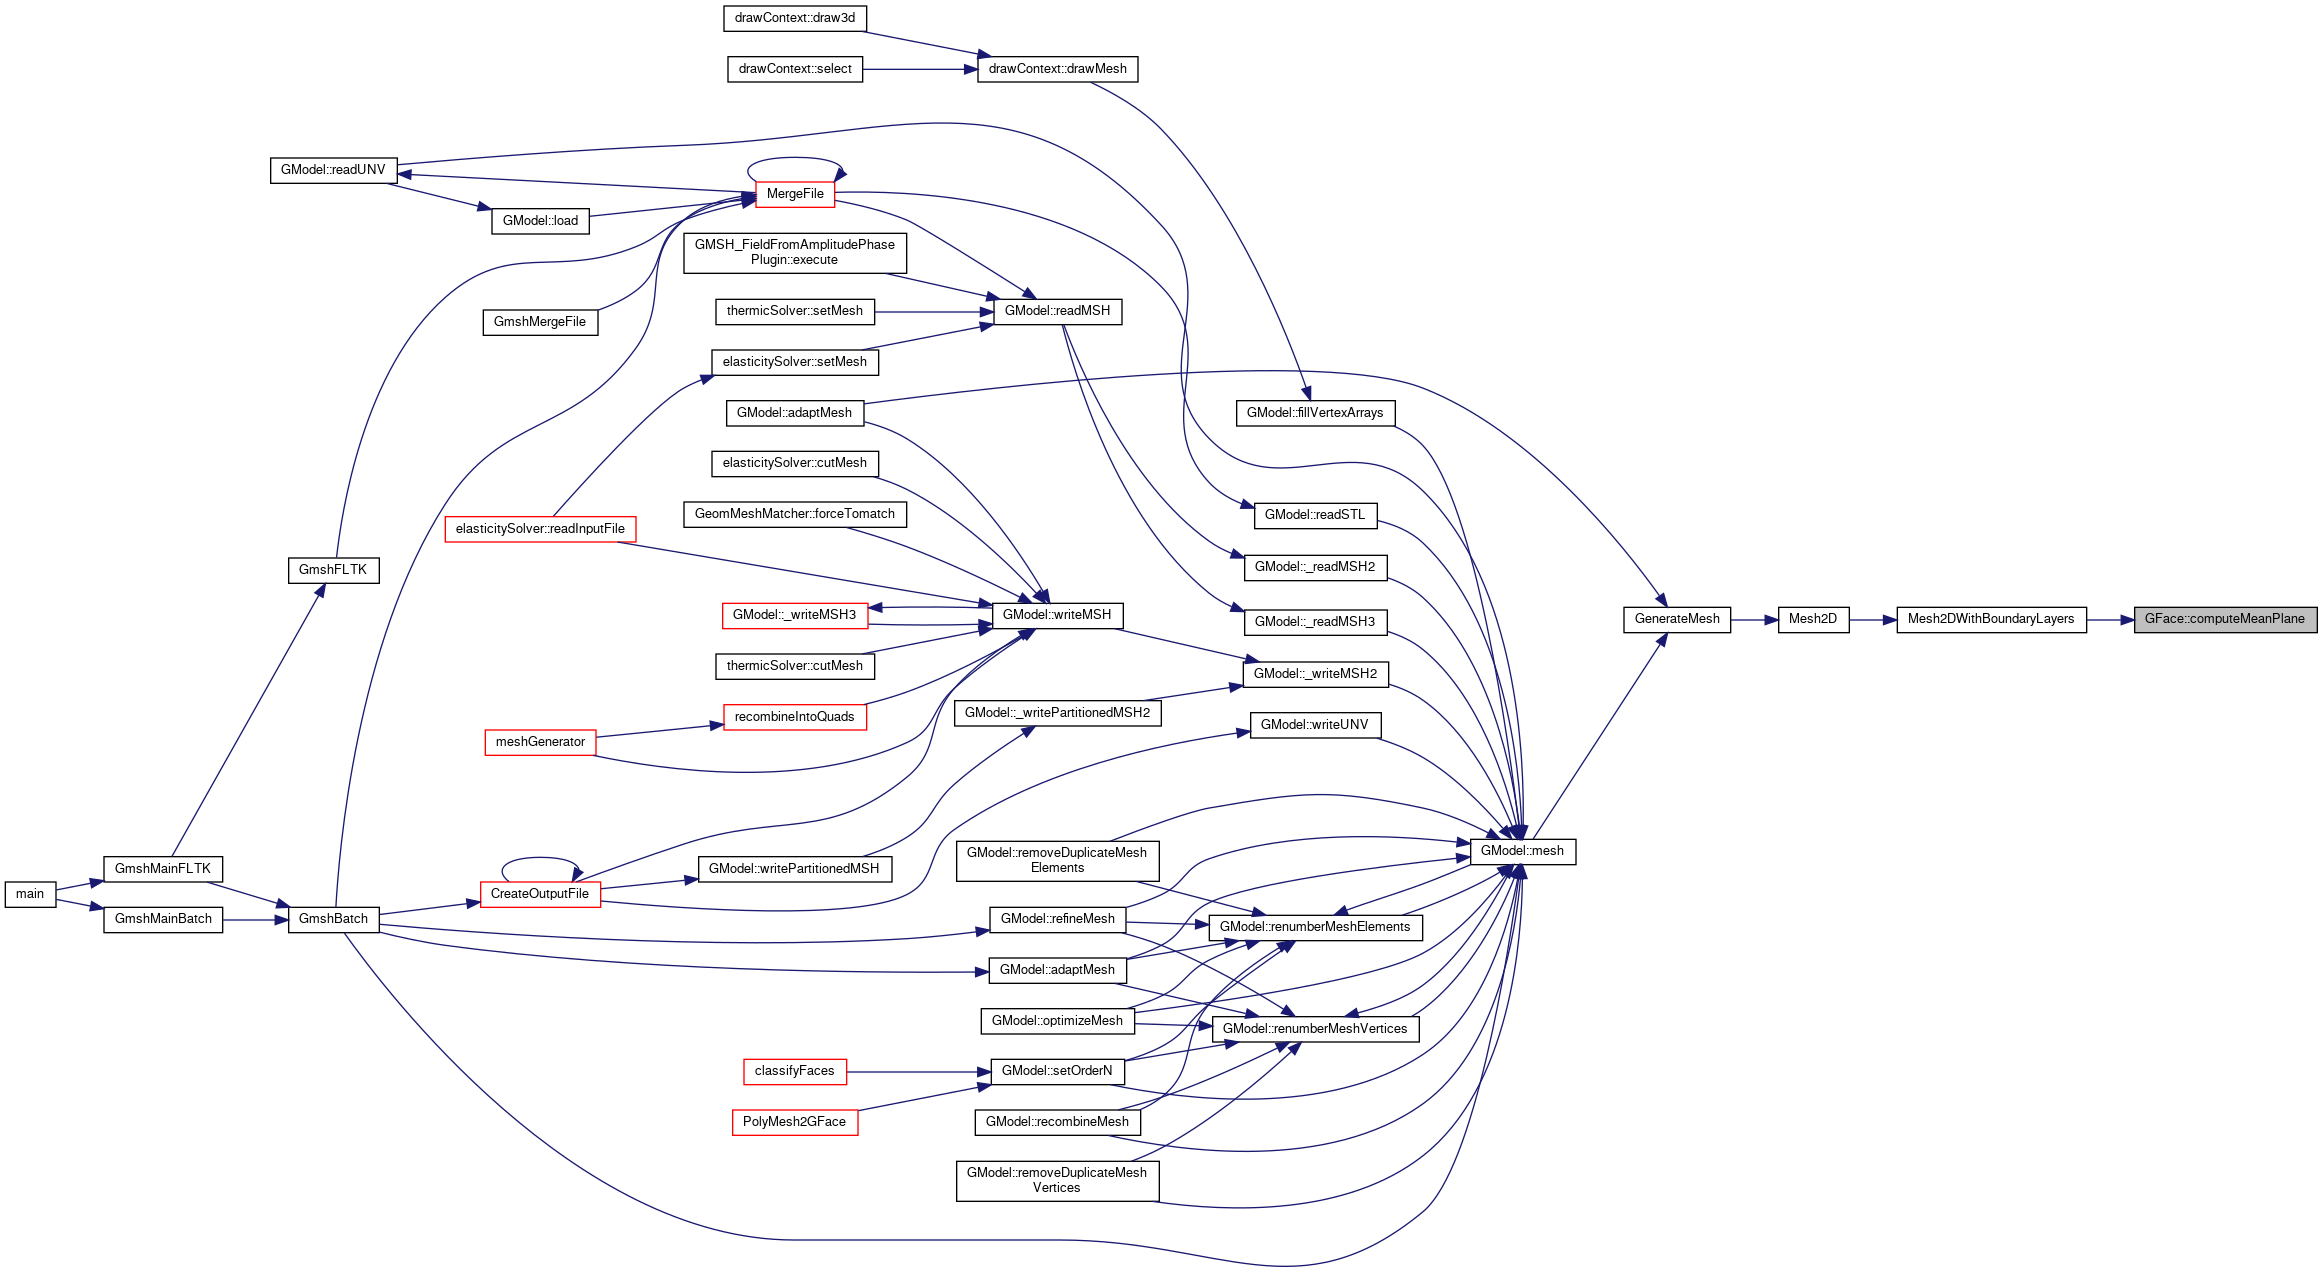 drawContext::draw3d
drawContext::select
drawContext::drawMesh
GModel::readUNV
MergeFile
GModel::load
GMSH_FieldFromAmplitudePhase
Plugin::execute
thermicSolver::setMesh
GModel::readMSH
GmshMergeFile
elasticitySolver::setMesh
GModel::adaptMesh
GModel::fillVertexArrays
elasticitySolver::cutMesh
GeomMeshMatcher::forceTomatch
GModel::readSTL
elasticitySolver::readInputFile
GmshFLTK
GModel::_readMSH2
GModel::_writeMSH3
GModel::writeMSH
GModel::_readMSH3
GenerateMesh
Mesh2D
Mesh2DWithBoundaryLayers
GFace::computeMeanPlane
thermicSolver::cutMesh
GModel::_writeMSH2
recombineIntoQuads
GModel::_writePartitionedMSH2
GModel::writeUNV
meshGenerator
GModel::removeDuplicateMesh
Elements
GModel::mesh
GmshMainFLTK
GModel::writePartitionedMSH
main
CreateOutputFile
GmshMainBatch
GmshBatch
GModel::refineMesh
GModel::renumberMeshElements
GModel::adaptMesh
GModel::optimizeMesh
GModel::renumberMeshVertices
classifyFaces
GModel::setOrderN
PolyMesh2GFace
GModel::recombineMesh
GModel::removeDuplicateMesh
Vertices